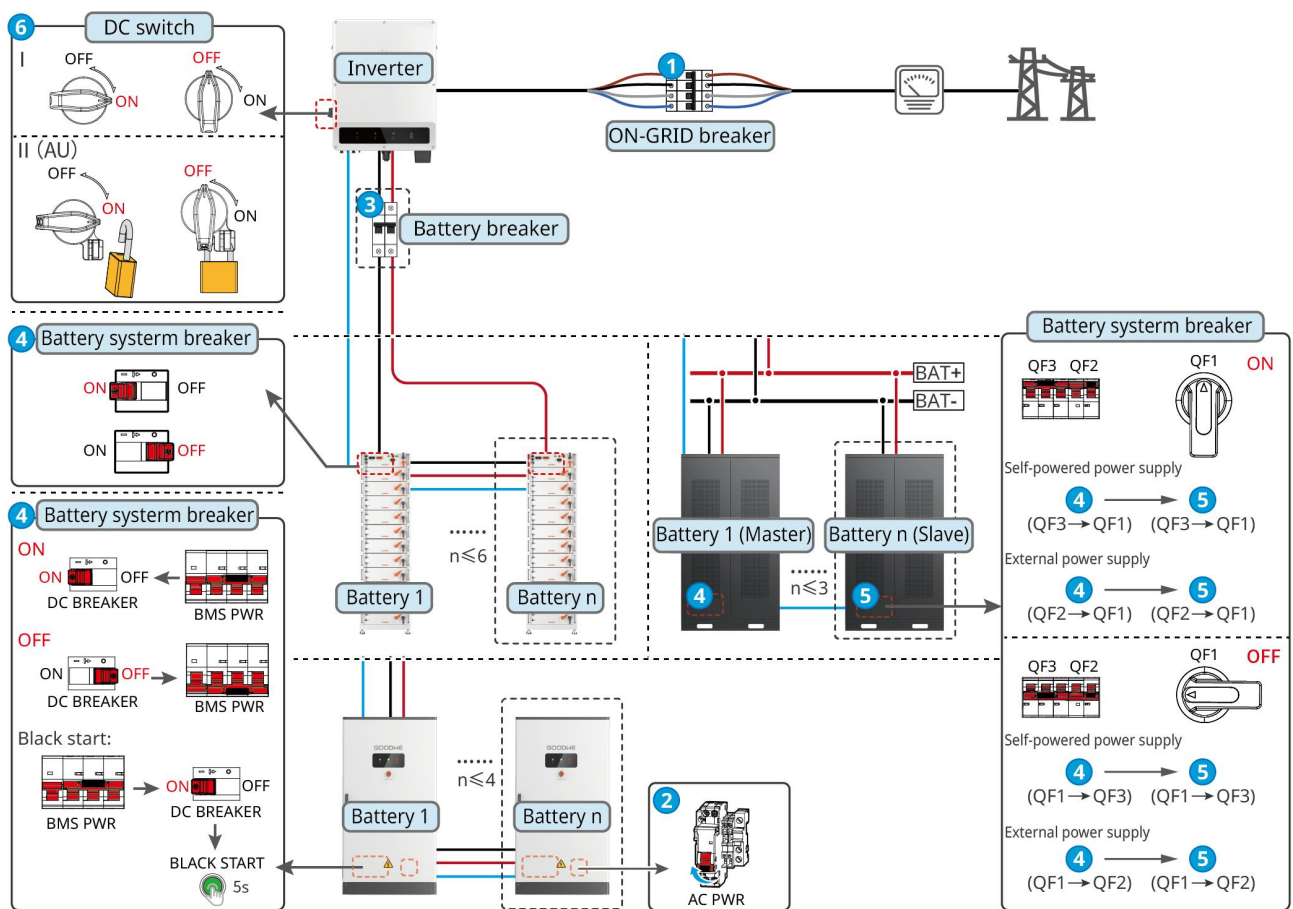 6
DC switch
I
OFF
ON
OFF
ON
II (AU)
OFF
ON
OFF
ON
Inverter
1
ON-GRID breaker
3
Battery breaker
4
Battery systerm breaker
ON
OFF
ON
OFF
4
Battery systerm breaker
ON
ON
OFF
DC BREAKER
BMS PWR
OFF
ON
OFF
DC BREAKER
BMS PWR
Black start:
BMS PWR
ON
OFF
DC BREAKER
BLACK START
5s
......
n≤6
Battery 1
Battery n
BAT+
BAT-
Battery 1 (Master)
Battery n (Slave)
......
n≤3
4
5
GOODWE
GOODWE
......
n≤4
Battery 1
Battery n
2
AC PWR
Battery systerm breaker
QF3 QF2
QF1
ON
Self-powered power supply
4 → 5
(QF3→QF1) (QF3→QF1)
External power supply
4 → 5
(QF2→QF1) (QF2→QF1)
QF3 QF2
QF1
OFF
Self-powered power supply
4 → 5
(QF1→QF3) (QF1→QF3)
External power supply
4 → 5
(QF1→QF2) (QF1→QF2)